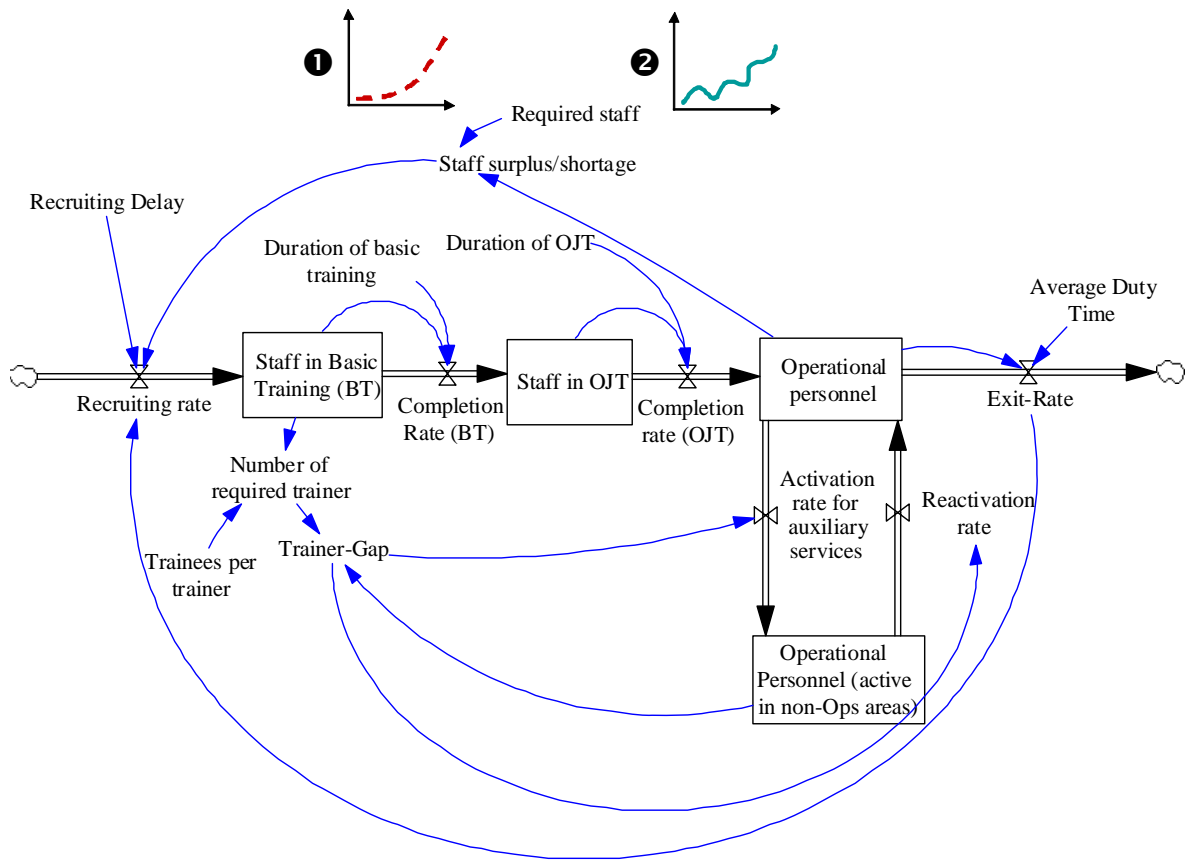 ❶
❷
Required staff
Staff surplus/shortage
Recruiting Delay
Duration of basic
training
Duration of OJT
Average Duty
Time
Staff in Basic
Training (BT)
Staff in OJT
Operational
personnel
Recruiting rate
Completion
Rate (BT)
Completion
rate (OJT)
Exit-Rate
Number of
required trainer
Activation
rate for
auxiliary
services
Reactivation
rate
Trainees per
trainer
Trainer-Gap
Operational
Personnel (active
in non-Ops areas)